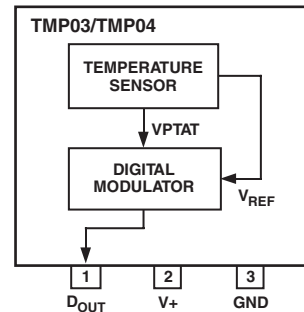 TMP03/TMP04
TEMPERATURE
SENSOR
VPTAT
DIGITAL
MODULATOR
VREF
1 2 3
DOUT V+ GND